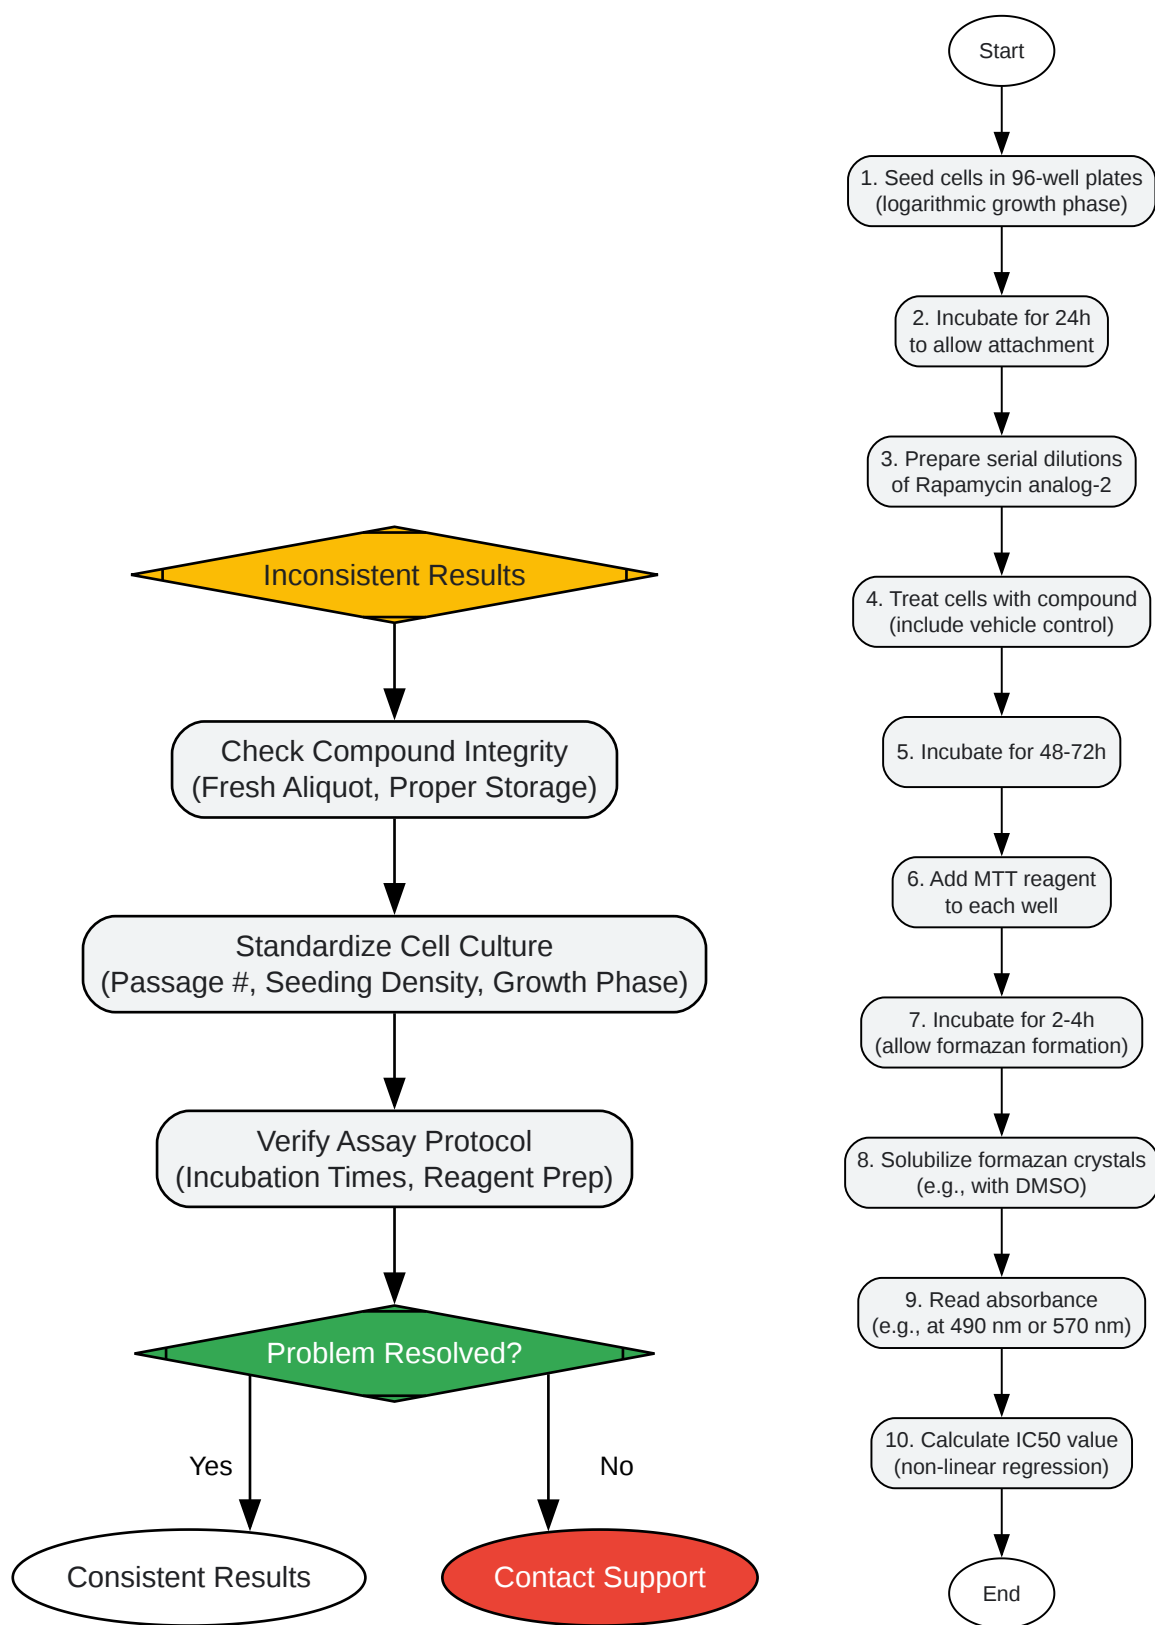 Inconsistent Results
Check Compound Integrity
(Fresh Aliquot, Proper Storage)
Standardize Cell Culture
(Passage #, Seeding Density, Growth Phase)
Verify Assay Protocol
(Incubation Times, Reagent Prep)
Problem Resolved?
Yes
No
Consistent Results
Contact Support
Start
1. Seed cells in 96-well plates
(logarithmic growth phase)
2. Incubate for 24h
to allow attachment
3. Prepare serial dilutions
of Rapamycin analog-2
4. Treat cells with compound
(include vehicle control)
5. Incubate for 48-72h
6. Add MTT reagent
to each well
7. Incubate for 2-4h
(allow formazan formation)
8. Solubilize formazan crystals
(e.g., with DMSO)
9. Read absorbance
(e.g., at 490 nm or 570 nm)
10. Calculate IC50 value
(non-linear regression)
End